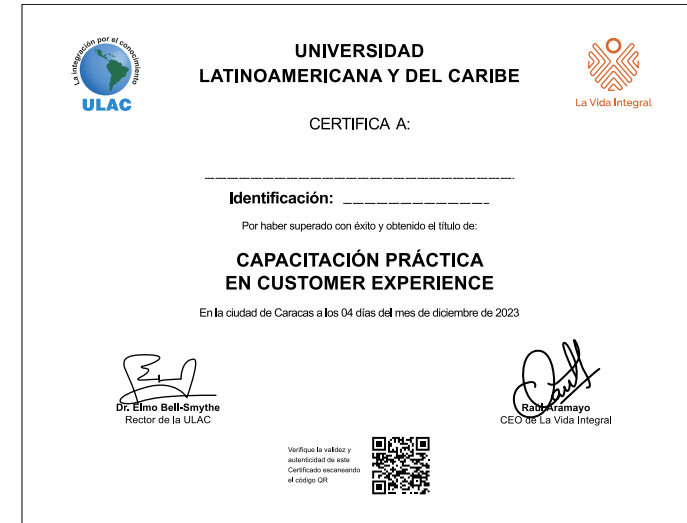 La integración por el conocimiento
ULAC
UNIVERSIDAD
LATINOAMERICANA Y DEL CARIBE
La Vida Integral
CERTIFICA A:
Identificación:
Por haber superado con éxito y obtenido el título de:
CAPACITACIÓN PRÁCTICA
EN CUSTOMER EXPERIENCE
En la ciudad de Caracas a los 04 días del mes de diciembre de 2023
Dr. Elmo Bell-Smythe
Rector de la ULAC
Raúl Aramayo
CEO de La Vida Integral
Verifique la validez y
autenticidad de este
Certificado escaneando
el código QR